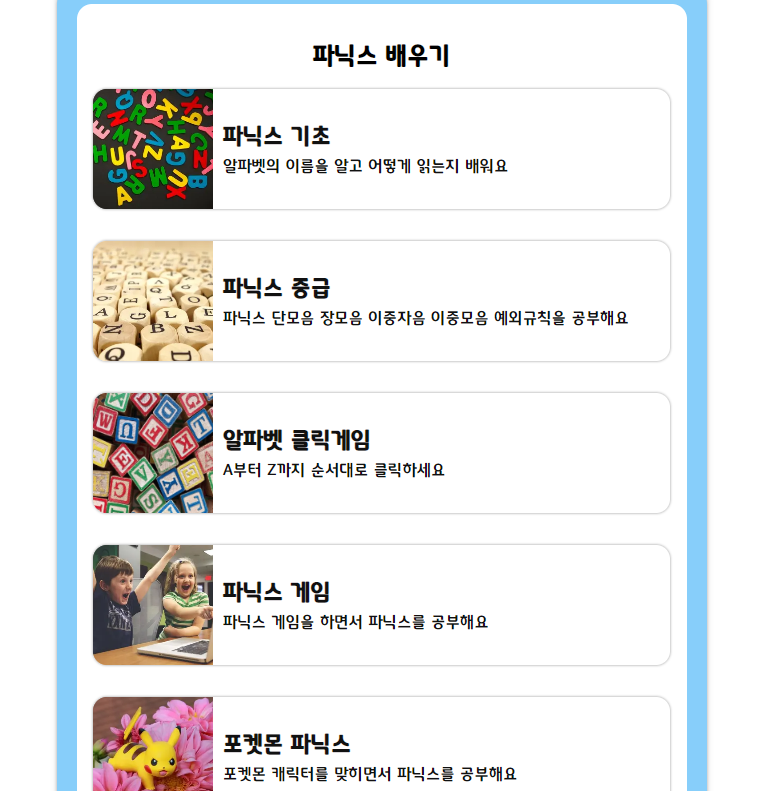 파닉스 배우기
파닉스 기초
알파벳의 이름을 알고 어떻게 읽는지 배워요
파닉스 중급
파닉스 단모음 장모음 이중자음 이중모음 예외규칙을 공부해요
알파벳 클릭게임
A부터 Z까지 순서대로 클릭하세요
파닉스 게임
파닉스 게임을 하면서 파닉스를 공부해요
포켓몬 파닉스
포켓몬 캐릭터를 맞히면서 파닉스를 공부해요